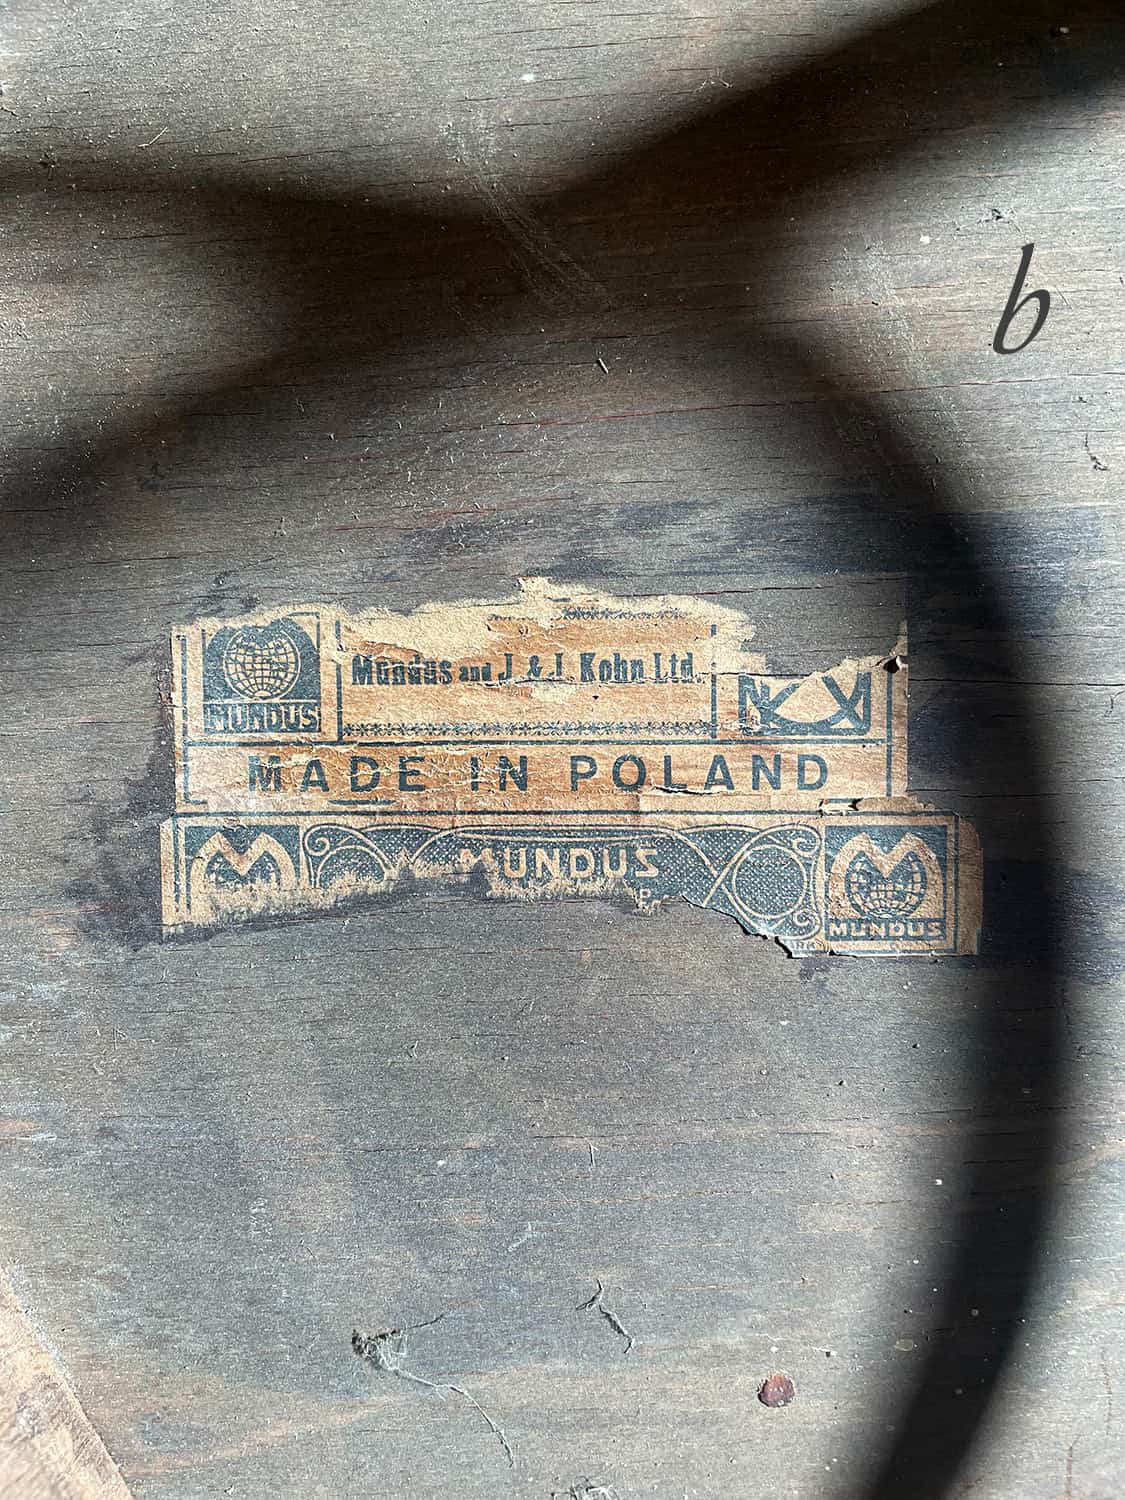 b
MUNDUS
Mundus and J. & J. Kohn Ltd.
MADE IN POLAND
MUNDUS
MUNDUS